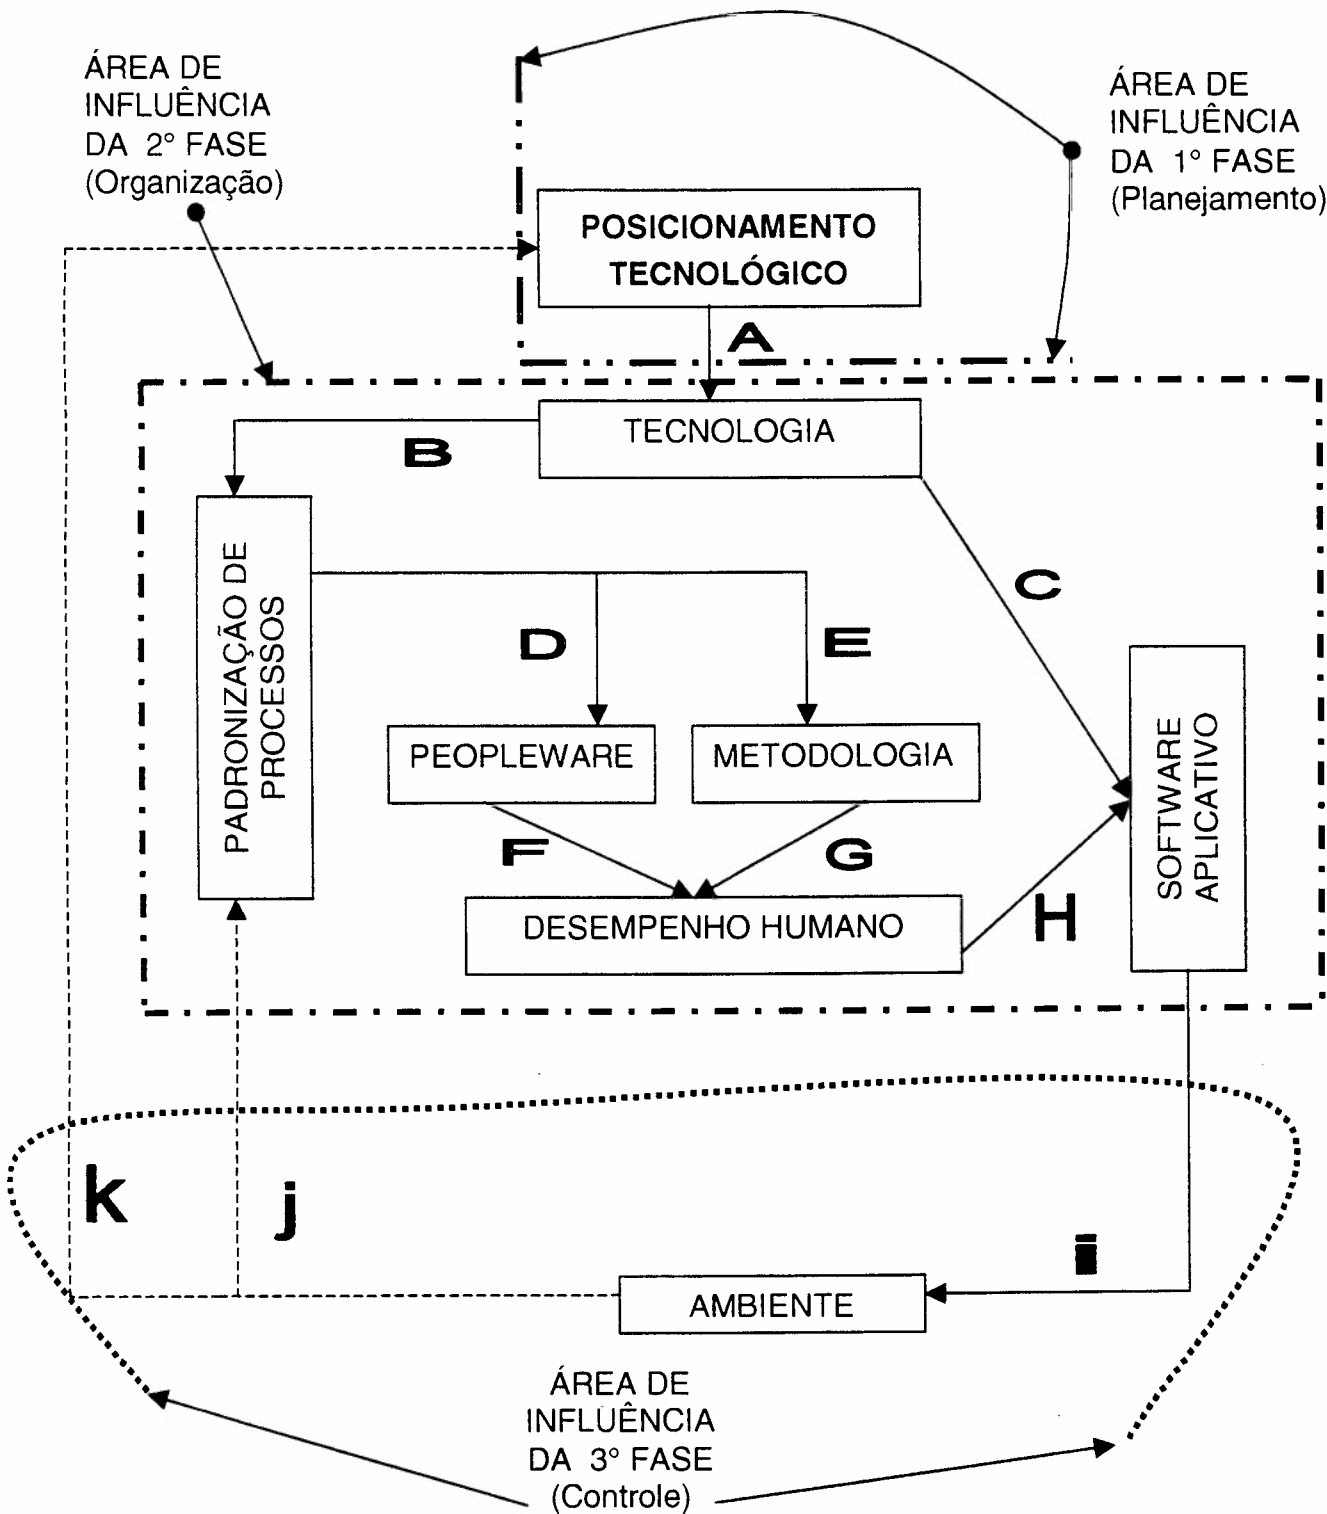 ÁREA DE
INFLUÊNCIA
DA 2° FASE
(Organização)
ÁREA DE
INFLUÊNCIA
DA 1° FASE
(Planejamento)
POSICIONAMENTO
TECNOLÓGICO
A
TECNOLOGIA
B
C
PADRONIZAÇÃO DE
PROCESSOS
D
E
PEOPLEWARE
METODOLOGIA
SOFTWARE
APLICATIVO
F
G
DESEMPENHO HUMANO
H
k
j
i
AMBIENTE
ÁREA DE
INFLUÊNCIA
DA 3° FASE
(Controle)